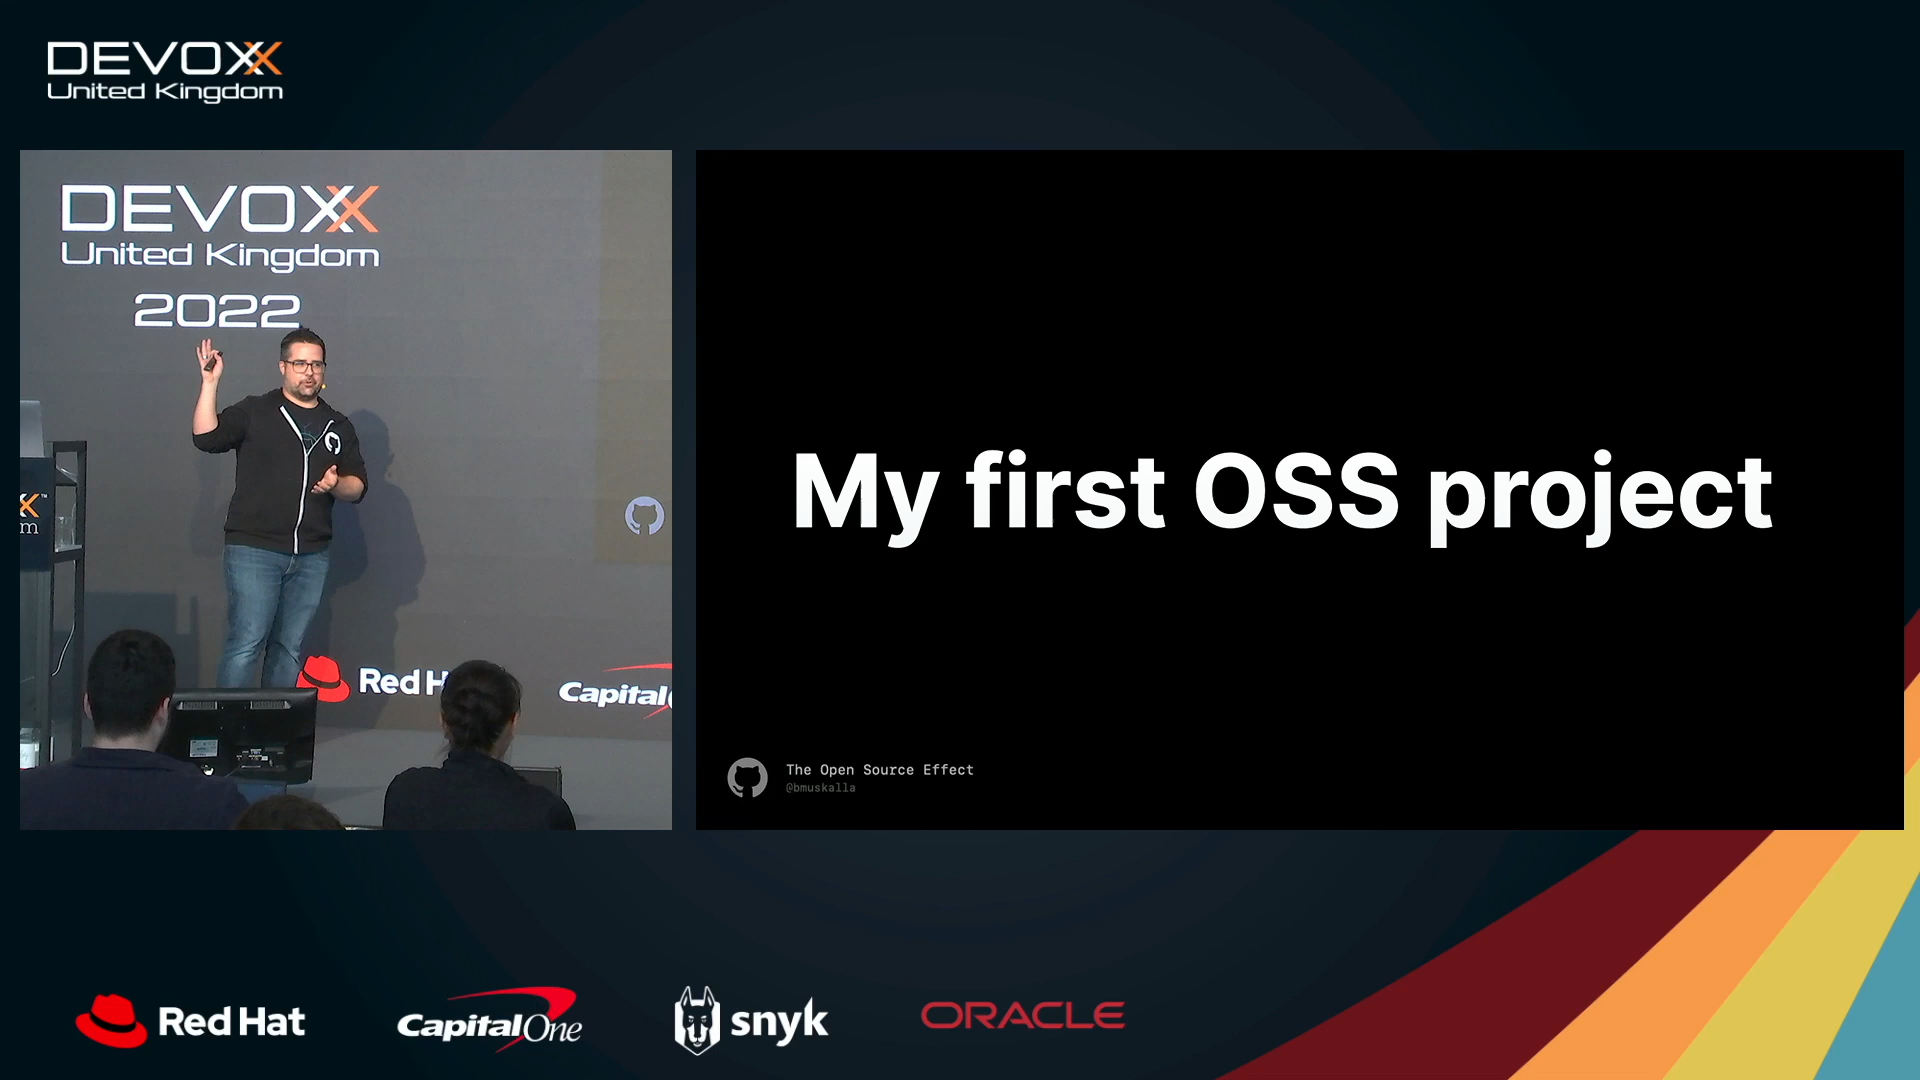 DEVOXX
United Kingdom
DEVOXX
United Kingdom
2022
X™
m
Red H
Capital
My first OSS project
The Open Source Effect
@bmuskalla
Red Hat
CapitalOne
snyk
ORACLE